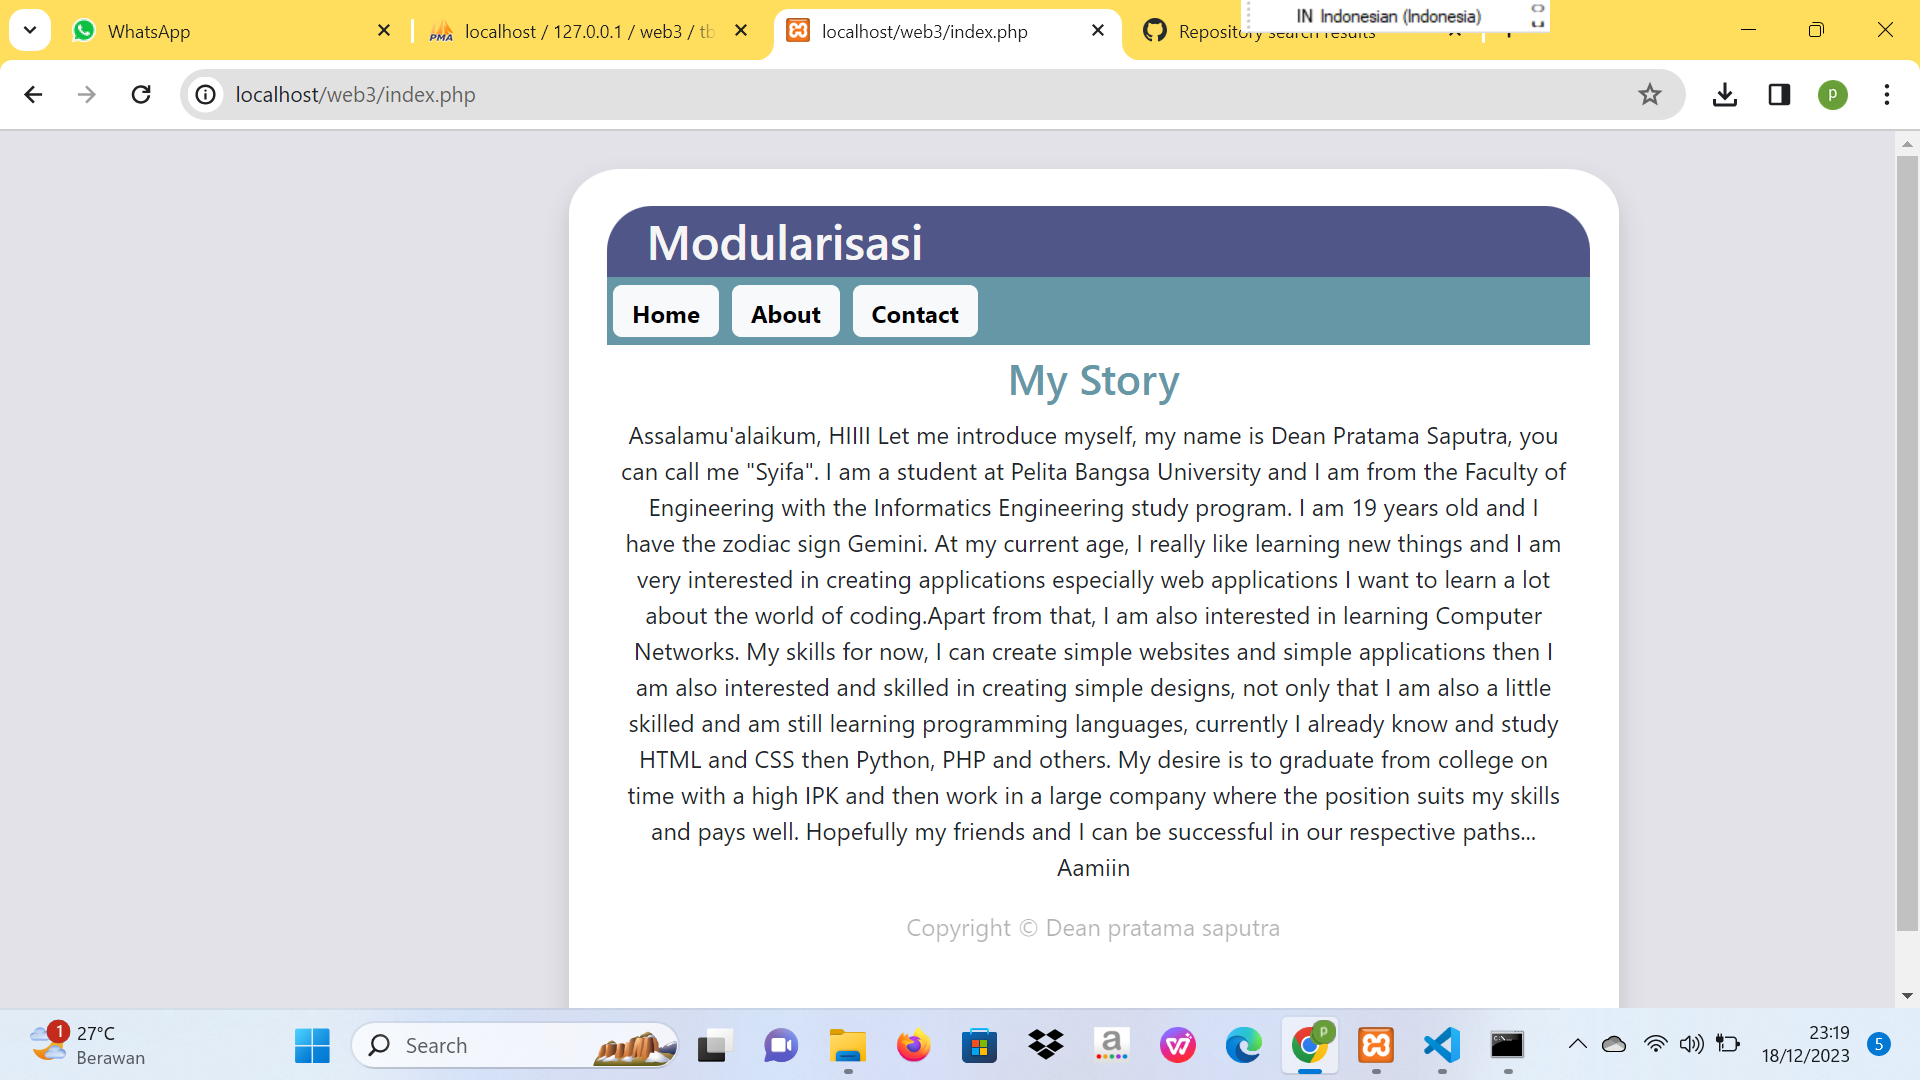 WhatsApp
localhost / 127.0.0.1 / web3 / tb
localhost/web3/index.php
Repository search results
IN Indonesian (Indonesia)
localhost/web3/index.php
p
Modularisasi
Home
About
Contact
My Story
Assalamu'alaikum, HIIII Let me introduce myself, my name is Dean Pratama Saputra, you
can call me "Syifa". I am a student at Pelita Bangsa University and I am from the Faculty of
Engineering with the Informatics Engineering study program. I am 19 years old and I
have the zodiac sign Gemini. At my current age, I really like learning new things and I am
very interested in creating applications especially web applications I want to learn a lot
about the world of coding.Apart from that, I am also interested in learning Computer
Networks. My skills for now, I can create simple websites and simple applications then I
am also interested and skilled in creating simple designs, not only that I am also a little
skilled and am still learning programming languages, currently I already know and study
HTML and CSS then Python, PHP and others. My desire is to graduate from college on
time with a high IPK and then work in a large company where the position suits my skills
and pays well. Hopefully my friends and I can be successful in our respective paths...
Aamiin
Copyright © Dean pratama saputra
1
27°C
Berawan
Search
p
23:19
18/12/2023
5